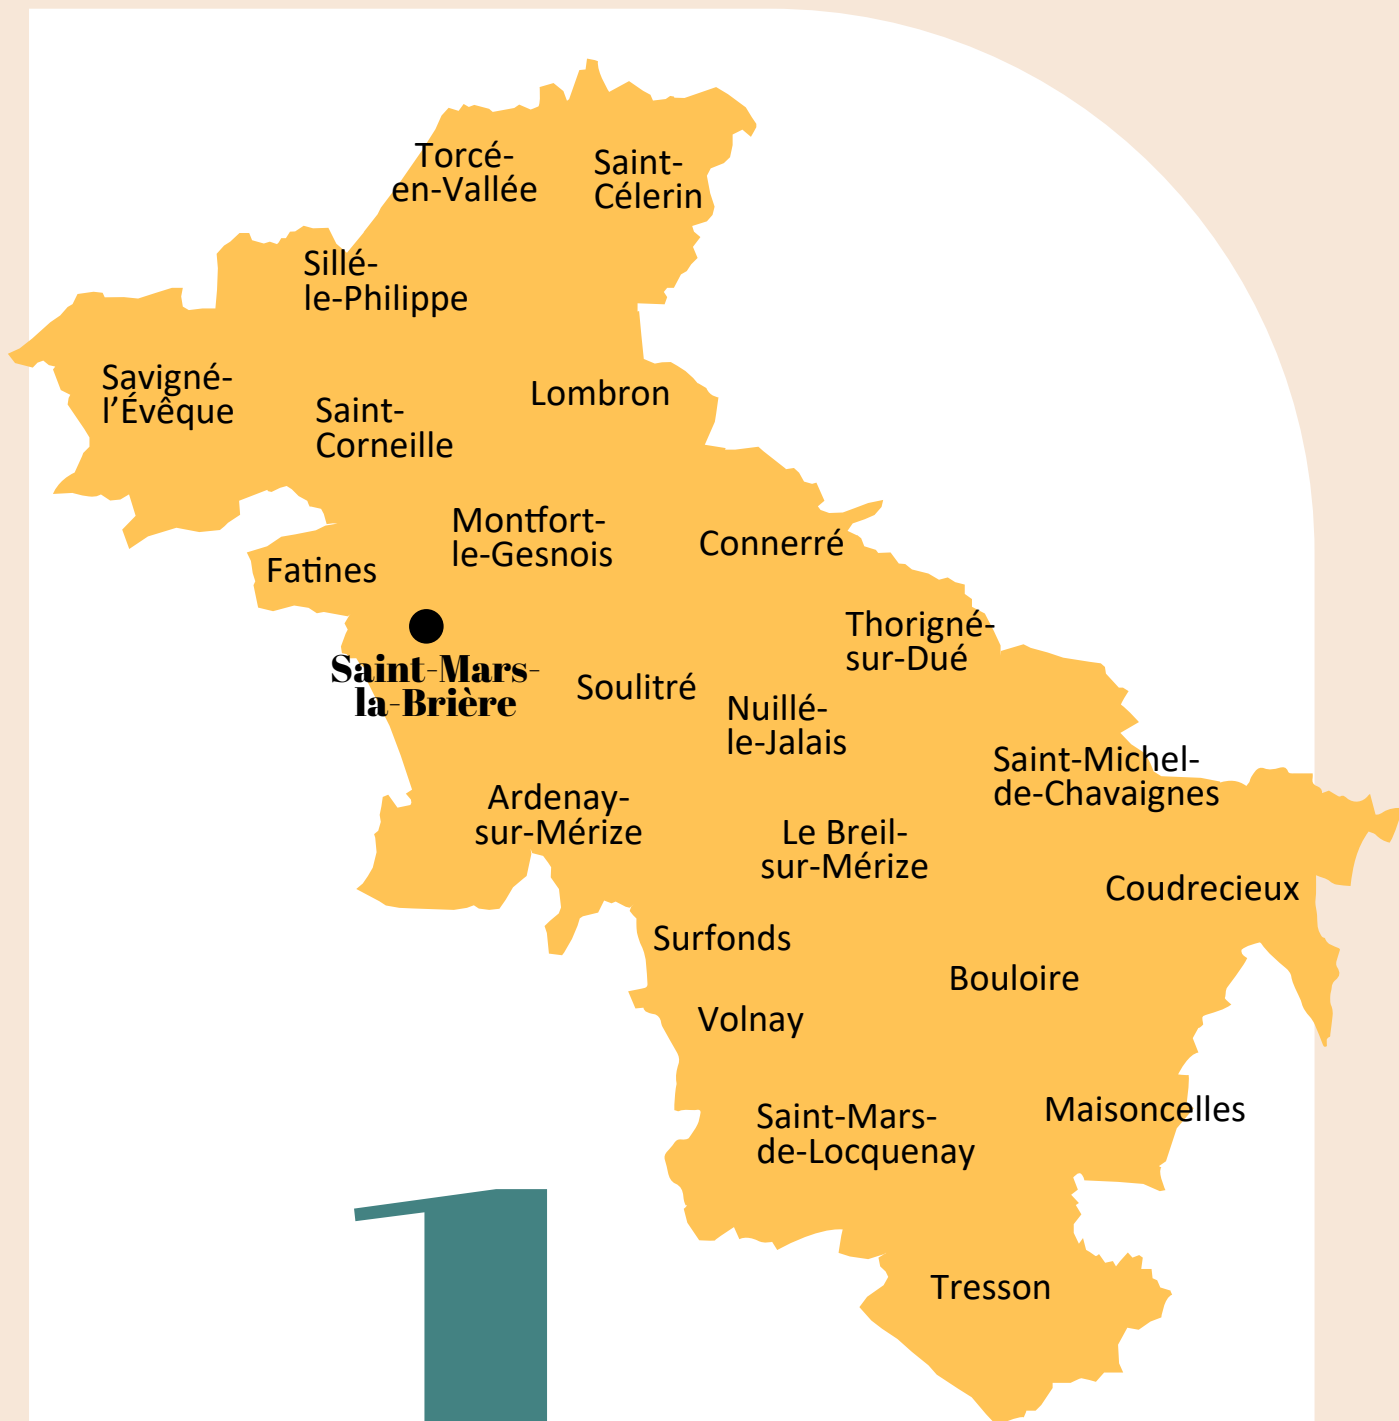 Torcé-
en-Vallée
Saint-
Célerin
Sillé-
le-Philippe
Savigné-
l’Évêque
Saint-
Corneille
Lombron
Montfort-
le-Gesnois
Connerré
Fatines
Thorigné-
sur-Dué
Saint-Mars-
la-Brière
Soulitré
Nuillé-
le-Jalais
Saint-Michel-
de-Chavaignes
Ardenay-
sur-Mérize
Le Breil-
sur-Mérize
Coudrecieux
Surfonds
Bouloire
Volnay
Saint-Mars-
de-Locquenay
Maisoncelles
Tresson
1